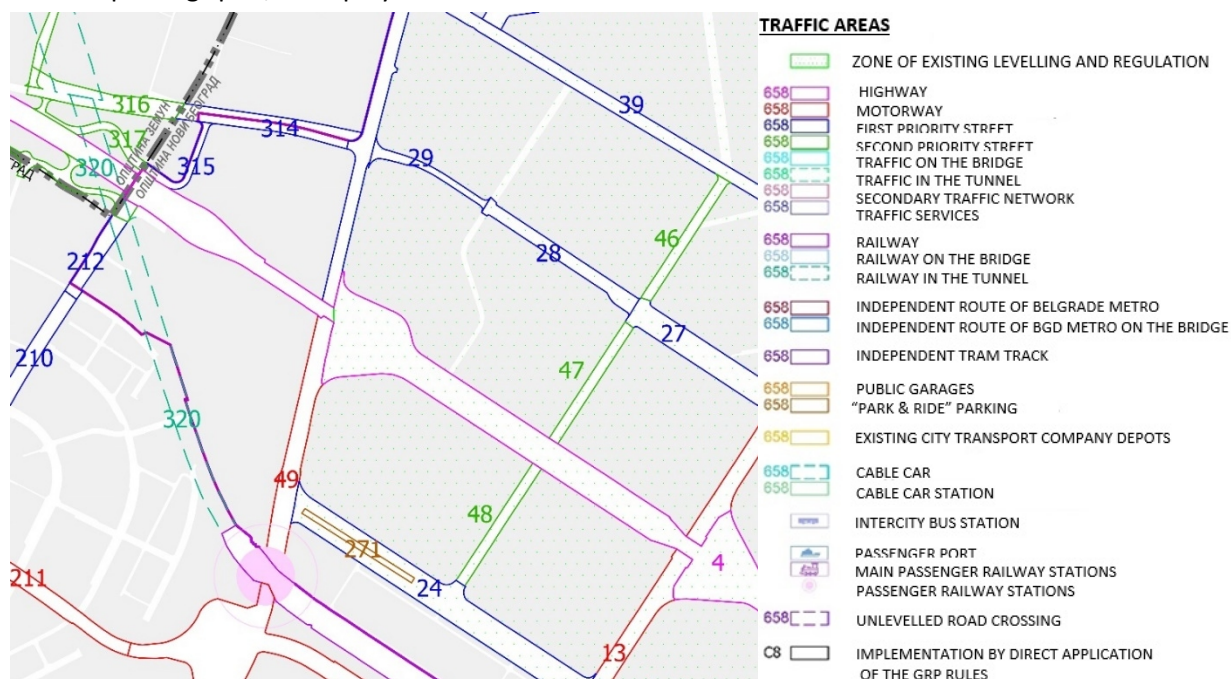 316
317
320
ОПШТИНА ЗЕМУН
ОПШТИНА НОВИ БЕОГРАД
314
315
РАД
39
29
212
28
46
27
210
47
320
49
48
271
24
4
211
13
TRAFFIC AREAS
ZONE OF EXISTING LEVELLING AND REGULATION
658 HIGHWAY
658 MOTORWAY
658 FIRST PRIORITY STREET
658 SECOND PRIORITY STREET
658 TRAFFIC ON THE BRIDGE
658 TRAFFIC IN THE TUNNEL
658 SECONDARY TRAFFIC NETWORK
658 TRAFFIC SERVICES
658 RAILWAY
658 RAILWAY ON THE BRIDGE
658 RAILWAY IN THE TUNNEL
658 INDEPENDENT ROUTE OF BELGRADE METRO
658 INDEPENDENT ROUTE OF BGD METRO ON THE BRIDGE
658 INDEPENDENT TRAM TRACK
658 PUBLIC GARAGES
658 “PARK & RIDE” PARKING
658 EXISTING CITY TRANSPORT COMPANY DEPOTS
658 CABLE CAR
658 CABLE CAR STATION
INTERCITY BUS STATION
PASSENGER PORT
MAIN PASSENGER RAILWAY STATIONS
PASSENGER RAILWAY STATIONS
658 UNLEVELLED ROAD CROSSING
C8 IMPLEMENTATION BY DIRECT APPLICATION
OF THE GRP RULES